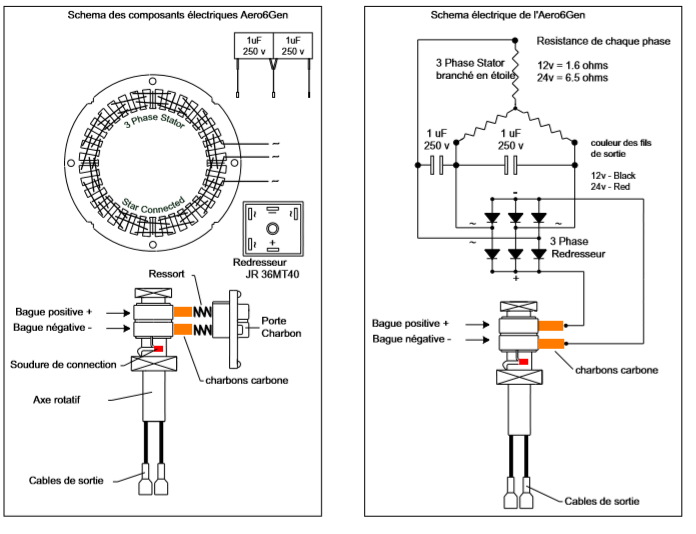 Schema des composants électriques Aero6Gen
1uF
250 v
1uF
250 v
3 Phase Stator
~
~
~
Star Connected
~
~
~
+
Redresseur
JR 36MT40
Ressort
Bague positive +
Bague négative -
Porte
Charbon
Soudure de connection
charbons carbone
Axe rotatif
Cables de sortie
Schema électrique de l'Aero6Gen
Resistance de chaque phase
3 Phase Stator
branché en étoile
12v = 1.6 ohms
24v = 6.5 ohms
1 uF
250 v
1 uF
250 v
couleur des fils
de sortie
12v - Black
24v - Red
-
~
~
~
3 Phase
Redresseur
+
Bague positive +
Bague négative -
charbons carbone
Cables de sortie